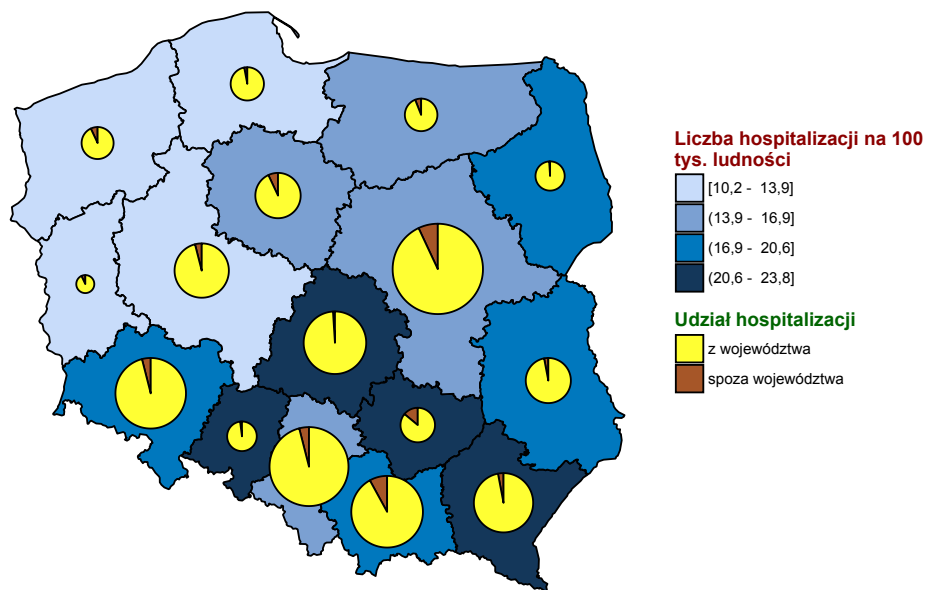 Liczba hospitalizacji na 100
tys. ludności
[10,2 - 13,9]
(13,9 - 16,9]
(16,9 - 20,6]
(20,6 - 23,8]
Udział hospitalizacji
z województwa
spoza województwa